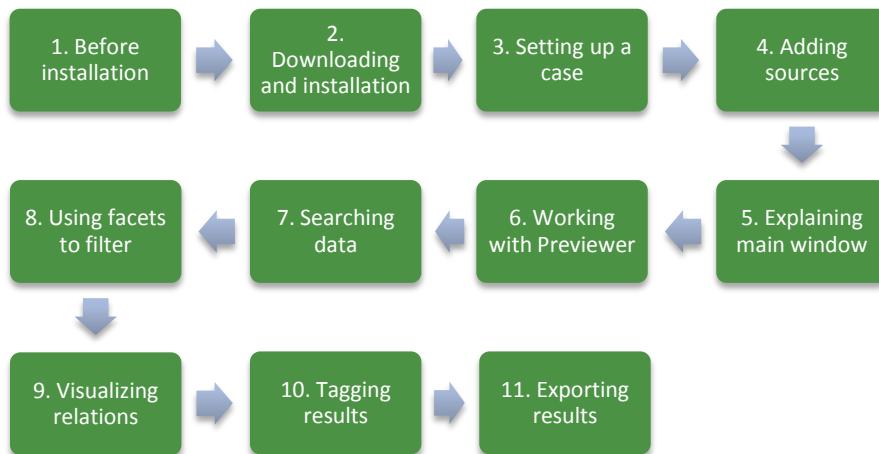 1. Before
installation
2.
Downloading
and installation
3. Setting up a
case
4. Adding
sources
5. Explaining
main window
6. Working
with Previewer
7. Searching
data
8. Using facets
to filter
9. Visualizing
relations
10. Tagging
results
11. Exporting
results